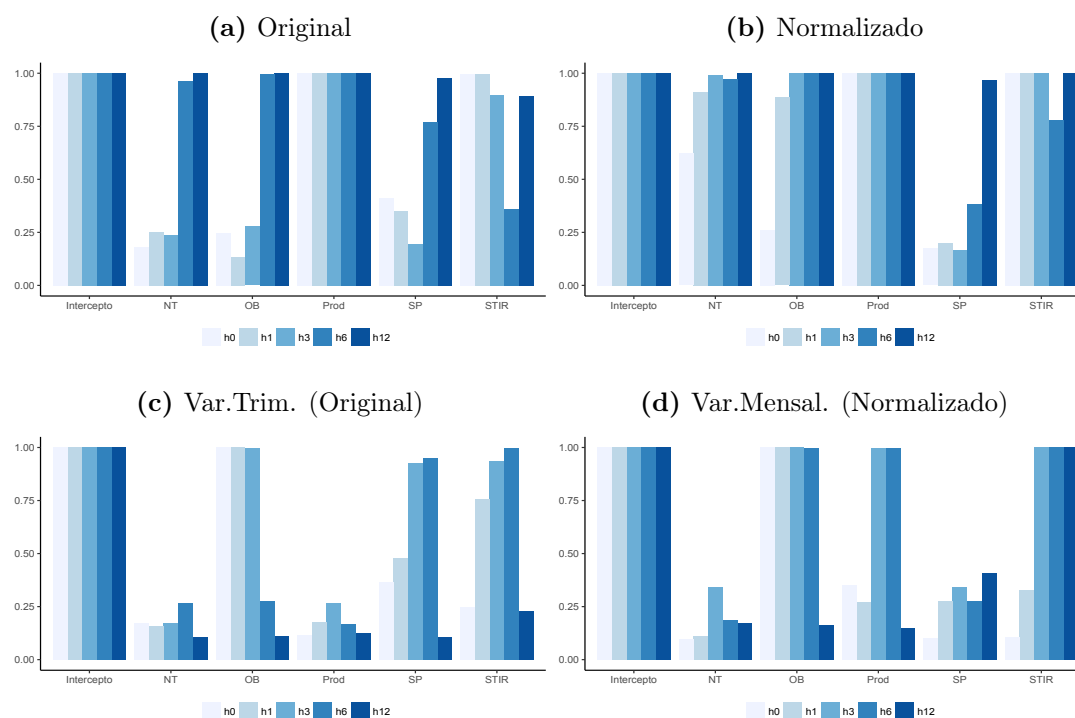 (a) Original
1.00
0.75
0.50
0.25
0.00
Intercepto NT OB Prod SP STIR
h0 h1 h3 h6 h12
(b) Normalizado
1.00
0.75
0.50
0.25
0.00
Intercepto NT OB Prod SP STIR
h0 h1 h3 h6 h12
(c) Var.Trim. (Original)
1.00
0.75
0.50
0.25
0.00
Intercepto NT OB Prod SP STIR
h0 h1 h3 h6 h12
(d) Var.Mensal. (Normalizado)
1.00
0.75
0.50
0.25
0.00
Intercepto NT OB Prod SP STIR
h0 h1 h3 h6 h12